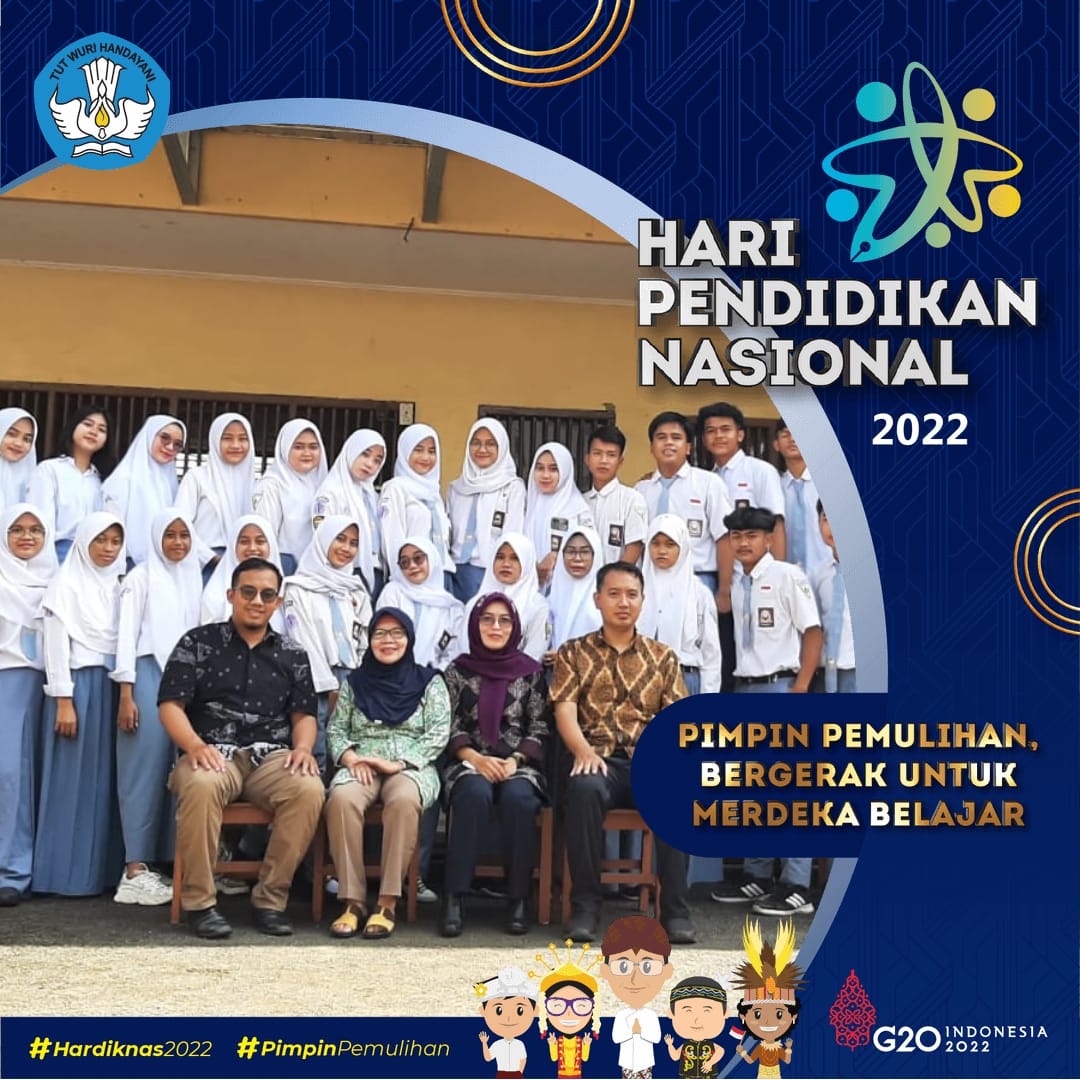 TUT WURI HANDAYANI
HARI
PENDIDIKAN
NASIONAL
2022
PIMPIN PEMULIHAN,
BERGERAK UNTUK
MERDEKA BELAJAR
#Hardiknas2022 #PimpinPemulihan
G20 INDONESIA
2022